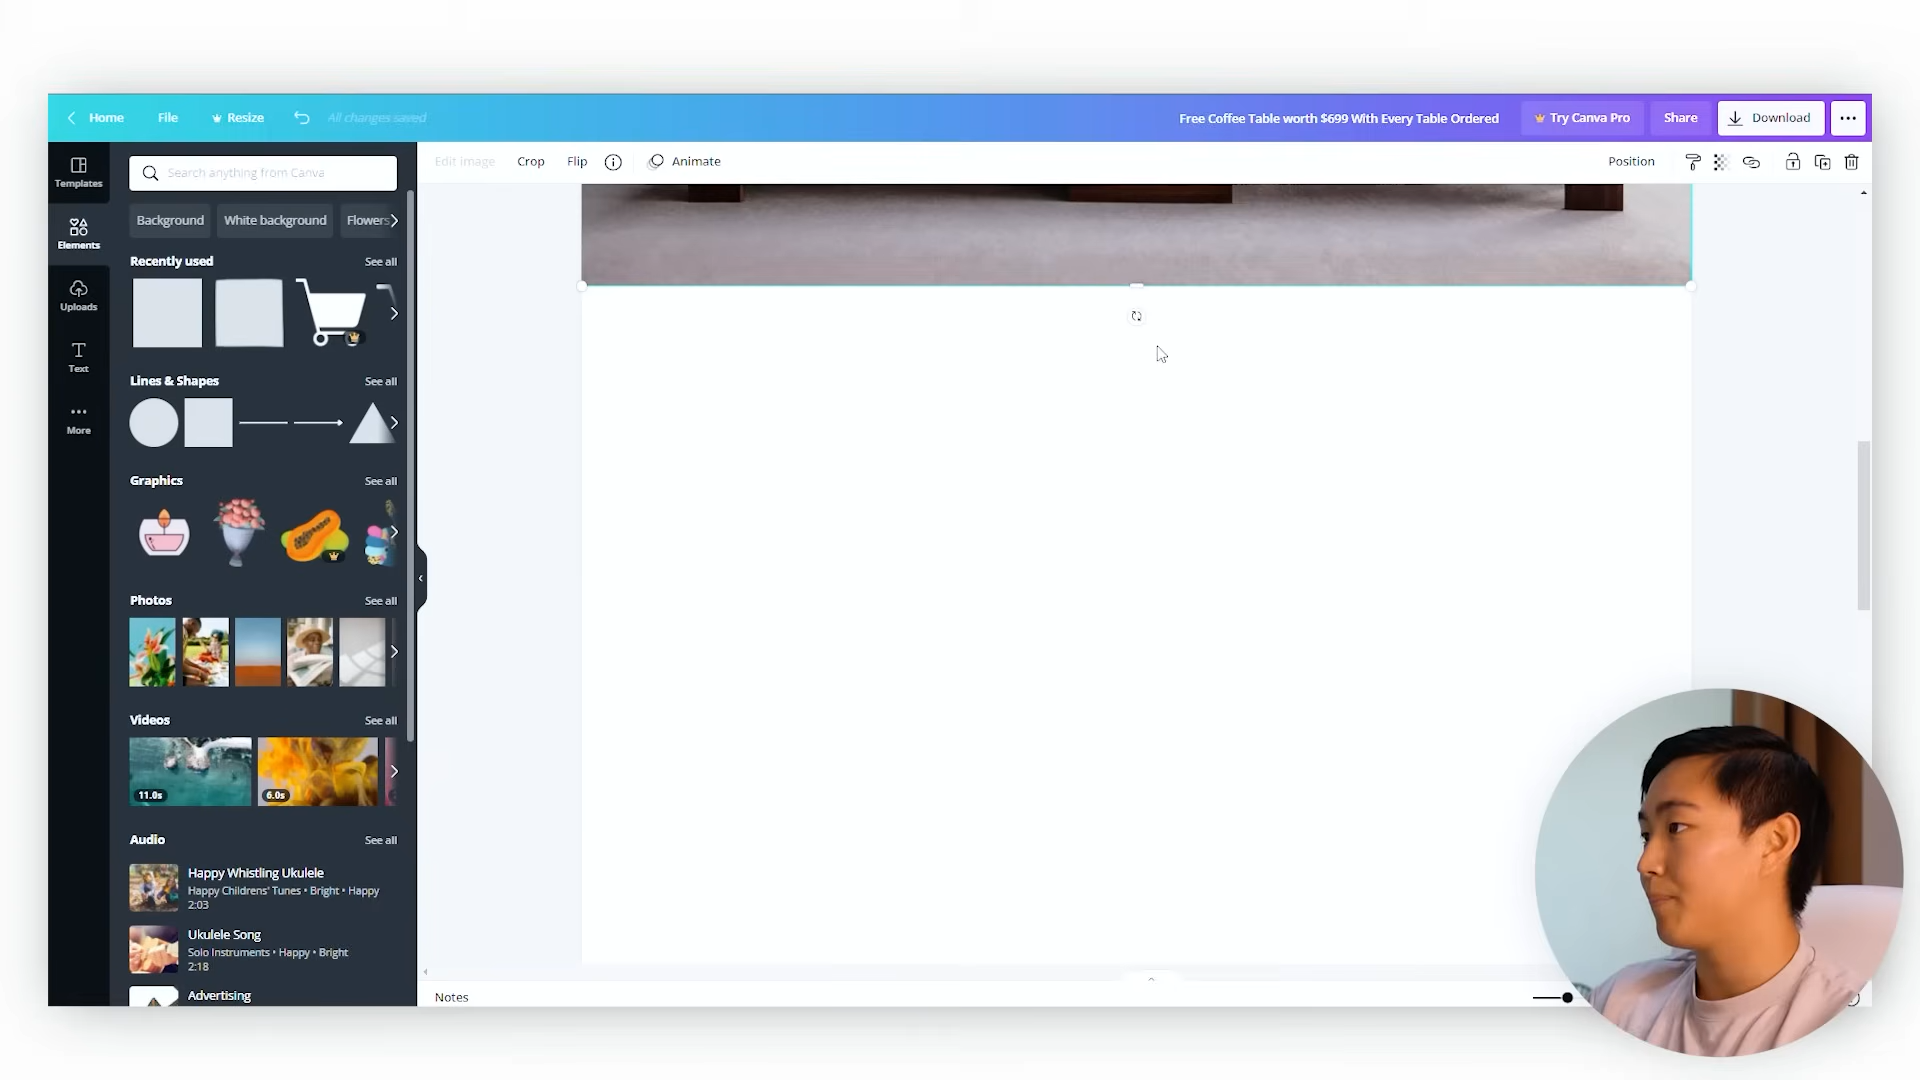 Home File Resize All changes saved Free Coffee Table worth $699 With Every Table Ordered Try Canva Pro Share Download
Edit image Crop Flip Animate Position
Templates
Elements
Uploads
Text
More
Search anything from Canva
Background White background Flowers
Recently used See all
Lines & Shapes See all
Graphics See all
Photos See all
Videos See all
11.0s 6.0s
Audio See all
Happy Whistling Ukulele
Happy Childrens' Tunes • Bright • Happy
2:03
Ukulele Song
Solo Instruments • Happy • Bright
2:18
Advertising
Notes